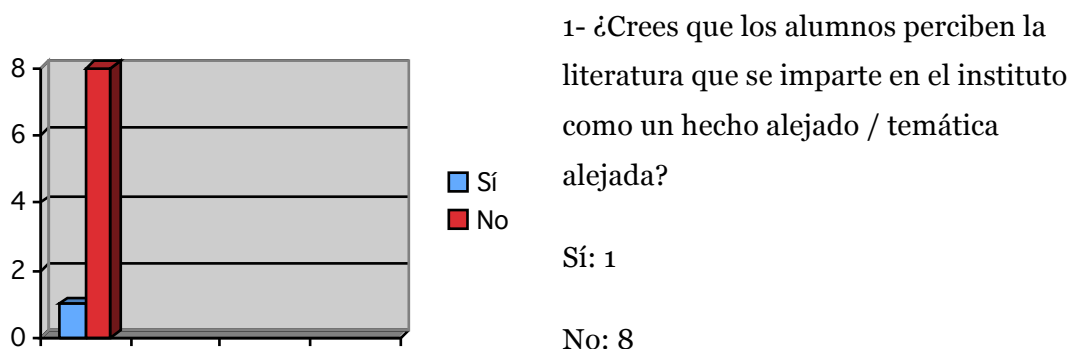 8
6
4
2
0
Sí
No
1- ¿Crees que los alumnos perciben la
literatura que se imparte en el instituto
como un hecho alejado / temática
alejada?
Sí: 1
No: 8